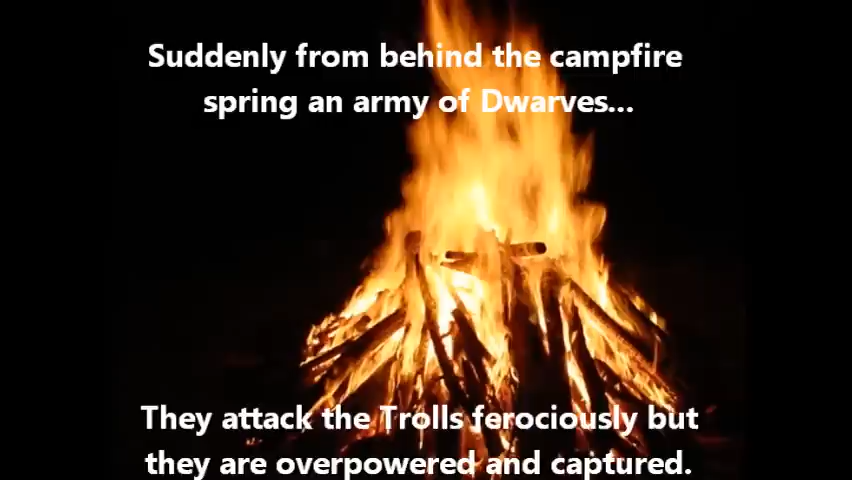 Suddenly from behind the campfire
spring an army of Dwarves...
They attack the Trolls ferociously but
they are overpowered and captured.